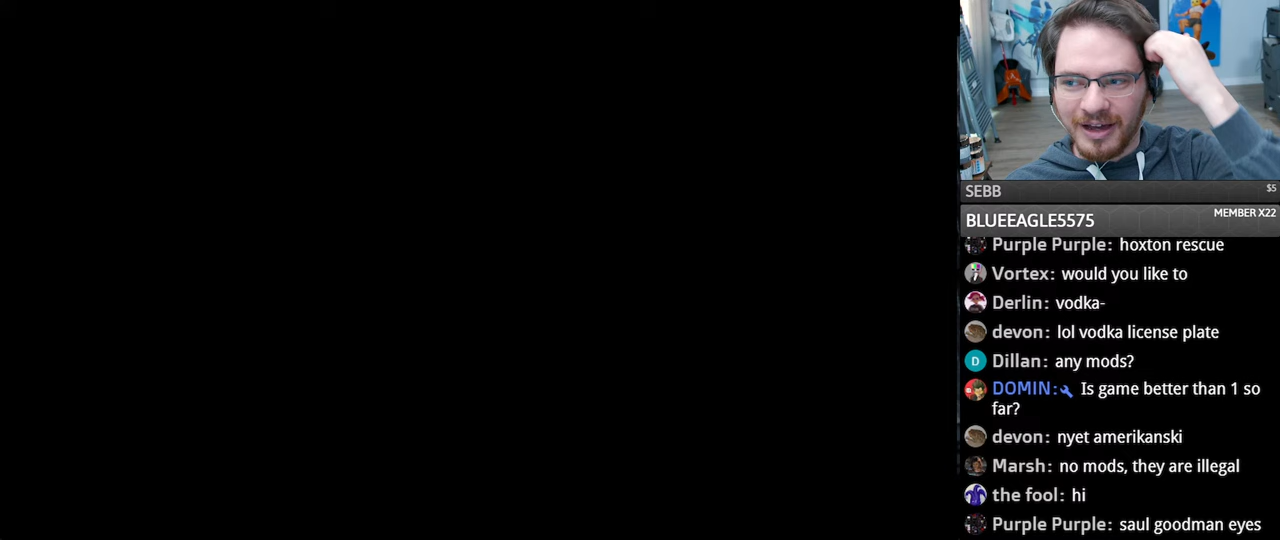 SEBB $5
BLUEEAGLE5575 MEMBER X22
Purple Purple: hoxton rescue
Vortex: would you like to
Derlin: vodka-
devon: lol vodka license plate
D Dillan: any mods?
DOMIN: Is game better than 1 so
far?
devon: nyet amerikanski
Marsh: no mods, they are illegal
the fool: hi
Purple Purple: saul goodman eyes